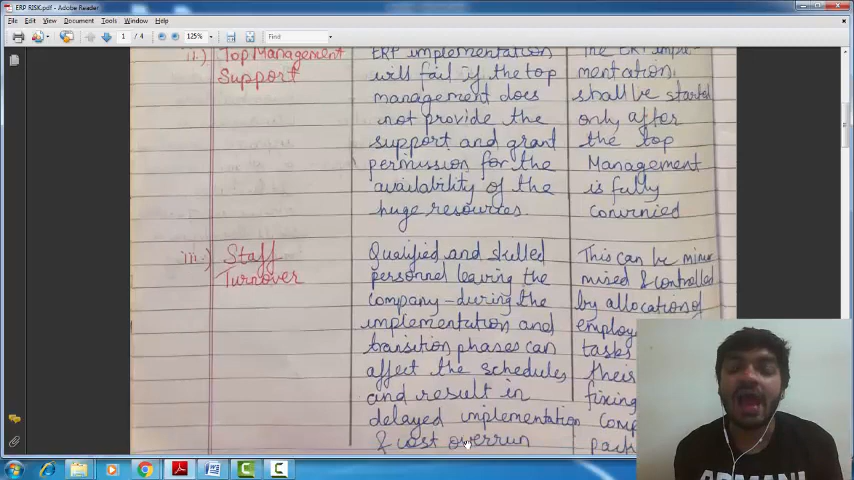 ERP RISK.pdf - Adobe Reader
File Edit View Document Tools Window Help
1 / 4 125% Find
ii.) Top Management ERP implementation The ERP imple-
Support will fail if the top mentation
management does shall be started
not provide the only after
support and grant the top
permission for the Management
availability of the is fully
huge resources. Convinied
iii.) Staff Qualified and skilled This can be mini
Turnover personnel leaving the mised & controlled
company - during the by allocations of
implementation and employ
transition phases can tasks
affect the schedules their
and result in fixing
delayed implementation comp
& cost overrun pack
ARMANI